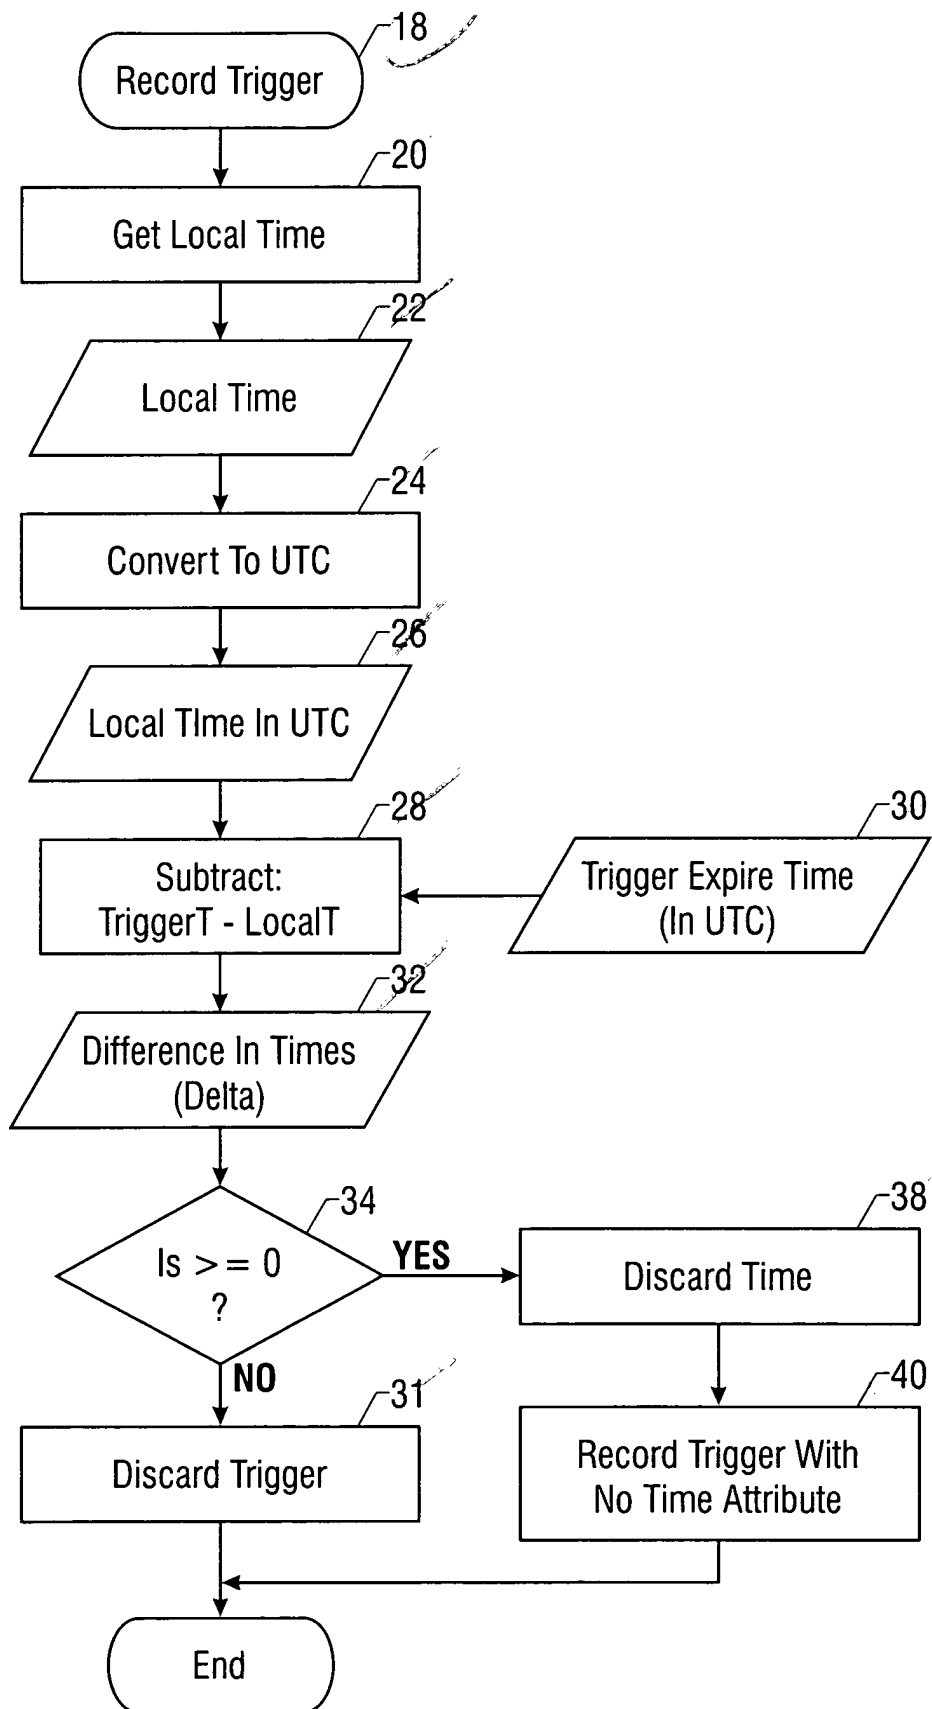 18
Record Trigger
20
Get Local Time
22
Local Time
24
Convert To UTC
26
Local TIme In UTC
28
Subtract:
TriggerT - LocalT
30
Trigger Expire Time
(In UTC)
32
Difference In Times
(Delta)
34
Is >= 0
?
YES
38
Discard Time
NO
31
Discard Trigger
40
Record Trigger With
No Time Attribute
End